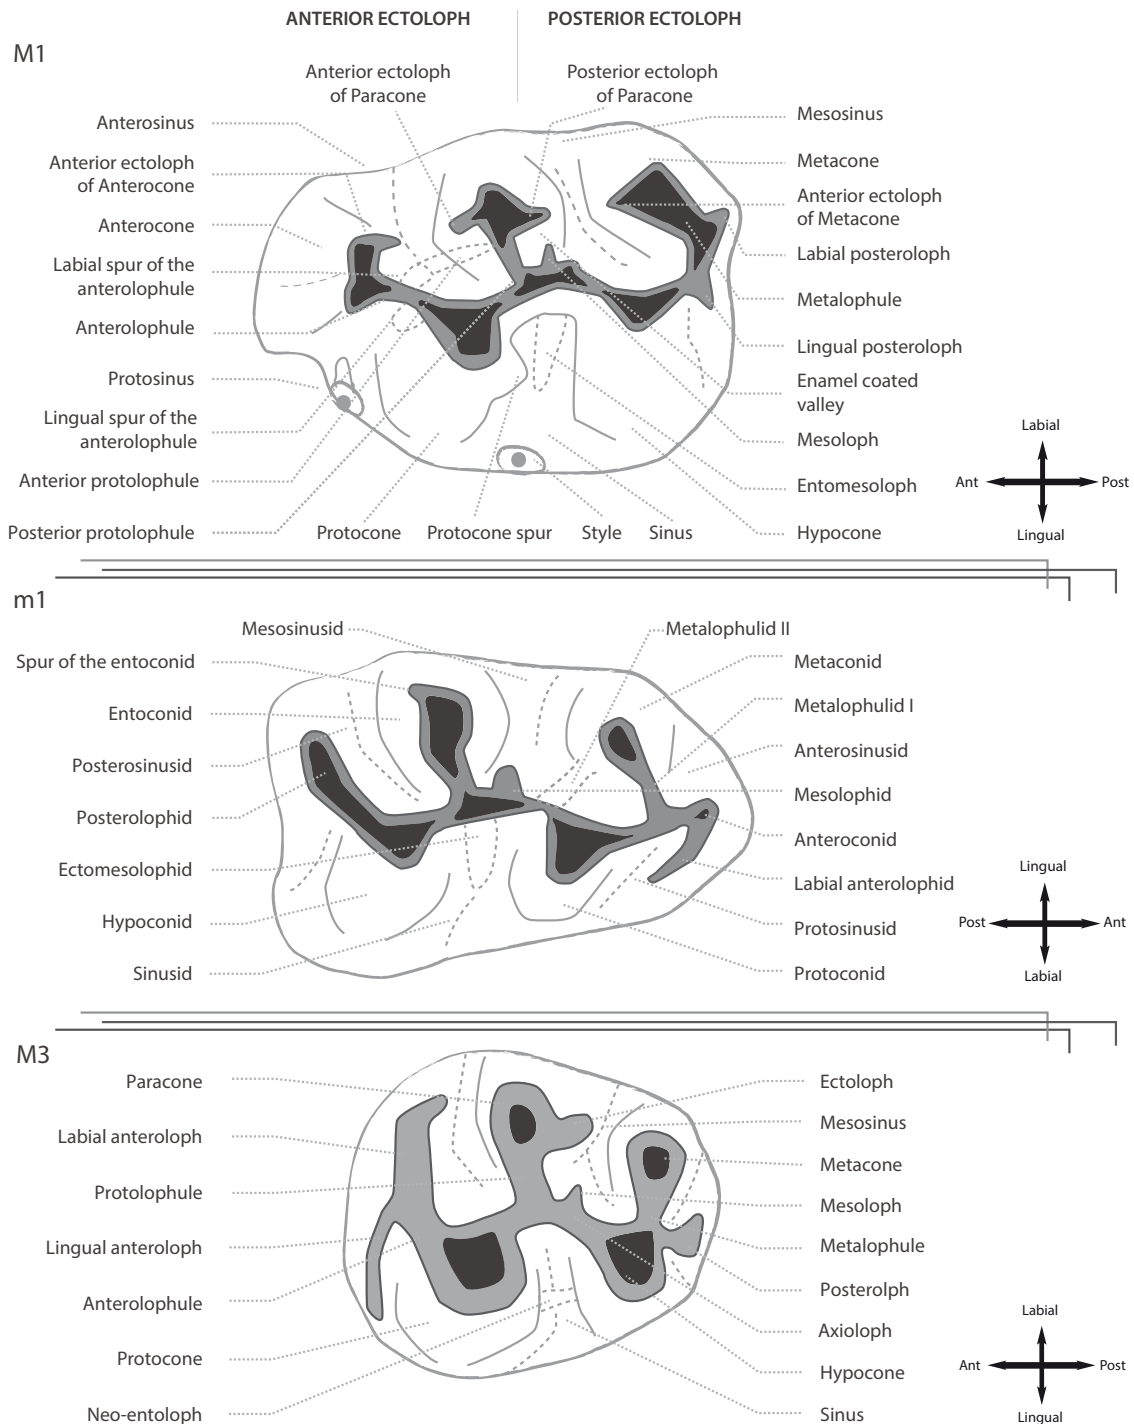 ANTERIOR ECTOLOPH
POSTERIOR ECTOLOPH
M1
Anterior ectoloph
of Paracone
Posterior ectoloph
of Paracone
Anterosinus
Anterior ectoloph
of Anterocone
Anterocone
Labial spur of the
anterolophule
Anterolophule
Protosinus
Lingual spur of the
anterolophule
Anterior protolophule
Posterior protolophule
Protocone
Protocone spur
Style
Sinus
Mesosinus
Metacone
Anterior ectoloph
of Metacone
Labial posteroloph
Metalophule
Lingual posteroloph
Enamel coated
valley
Mesoloph
Entomesoloph
Hypocone
Labial
Ant
Post
Lingual
m1
Mesosinusid
Metalophulid II
Spur of the entoconid
Entoconid
Posterosinusid
Posterolophid
Ectomesolophid
Hypoconid
Sinusid
Metaconid
Metalophulid I
Anterosinusid
Mesolophid
Anteroconid
Labial anterolophid
Protosinusid
Protoconid
Lingual
Post
Ant
Labial
M3
Paracone
Labial anteroloph
Protolophule
Lingual anteroloph
Anterolophule
Protocone
Neo-entoloph
Ectoloph
Mesosinus
Metacone
Mesoloph
Metalophule
Posterolph
Axioloph
Hypocone
Sinus
Labial
Ant
Post
Lingual